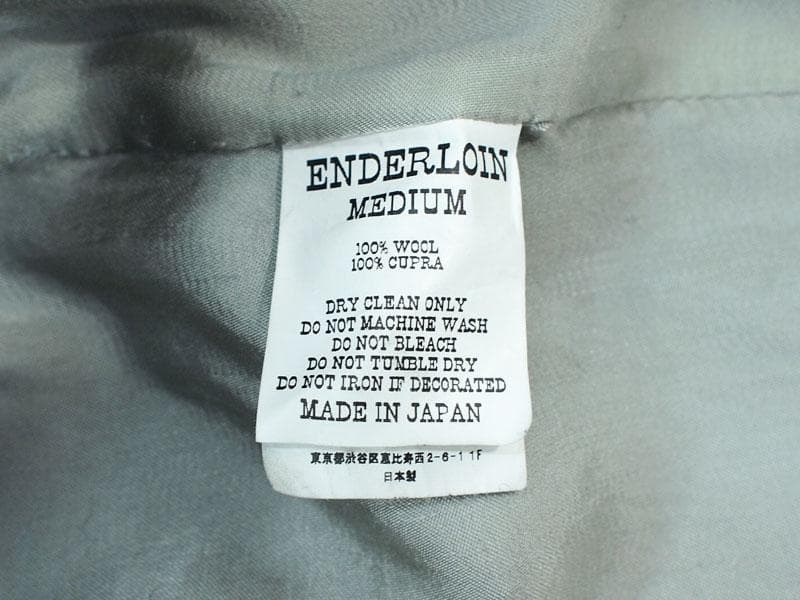 ENDERLOIN
MEDIUM
100% WOOL
100% CUPRA
DRY CLEAN ONLY
DO NOT MACHINE WASH
DO NOT BLEACH
DO NOT TUMBLE DRY
DO NOT IRON IF DECORATED
MADE IN JAPAN
東京都渋谷区恵比寿西2-6-11F
日本製